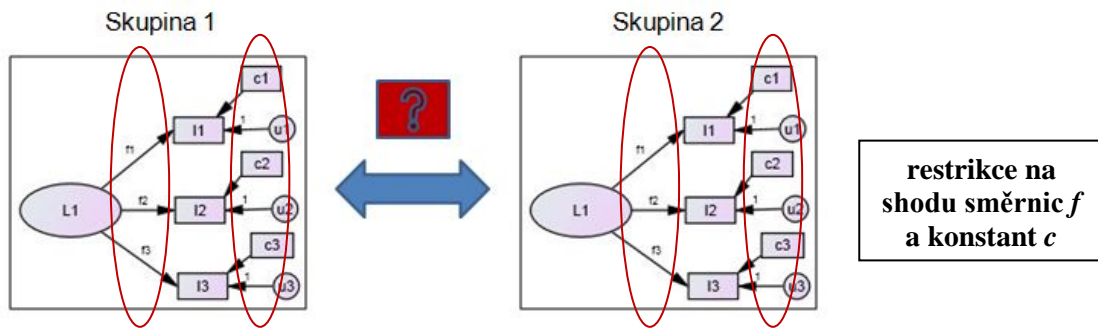 Skupina 1
c1
I1
1
u1
f1
c2
L1
f2
I2
1
u2
c3
f3
I3
1
u3
?
Skupina 2
c1
I1
1
u1
f1
c2
L1
f2
I2
1
u2
c3
f3
I3
1
u3
restrikce na
shodu směrnic f
a konstant c